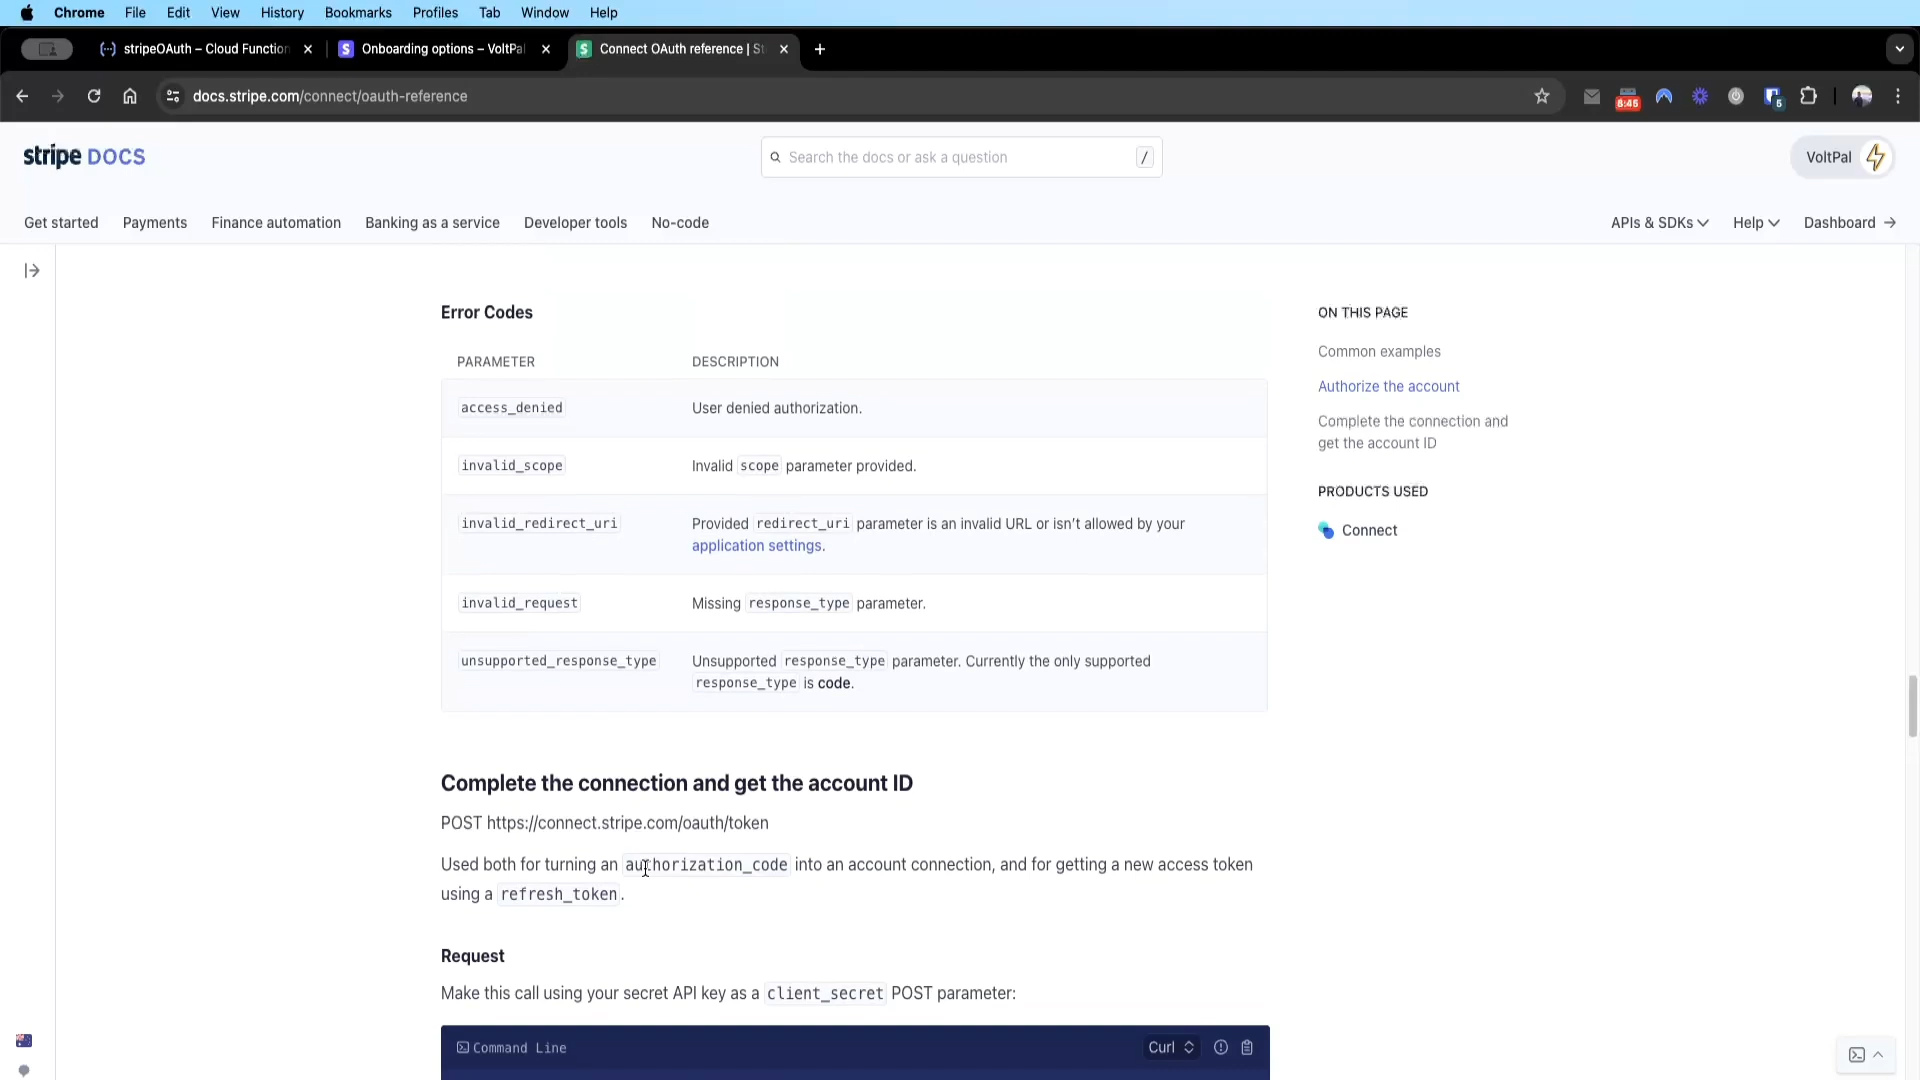 Chrome File Edit View History Bookmarks Profiles Tab Window Help
stripeOAuth – Cloud Function Onboarding options – VoltPal Connect OAuth reference | St
docs.stripe.com/connect/oauth-reference
8:45
5
stripe DOCS
Search the docs or ask a question /
VoltPal
Get started Payments Finance automation Banking as a service Developer tools No-code APIs & SDKs Help Dashboard
Error Codes
PARAMETER DESCRIPTION
access_denied User denied authorization.
invalid_scope Invalid scope parameter provided.
invalid_redirect_uri Provided redirect_uri parameter is an invalid URL or isn't allowed by your
application settings.
invalid_request Missing response_type parameter.
unsupported_response_type Unsupported response_type parameter. Currently the only supported
response_type is code.
ON THIS PAGE
Common examples
Authorize the account
Complete the connection and
get the account ID
PRODUCTS USED
Connect
Complete the connection and get the account ID
POST https://connect.stripe.com/oauth/token
Used both for turning an authorization_code into an account connection, and for getting a new access token
using a refresh_token.
Request
Make this call using your secret API key as a client_secret POST parameter:
Command Line Curl